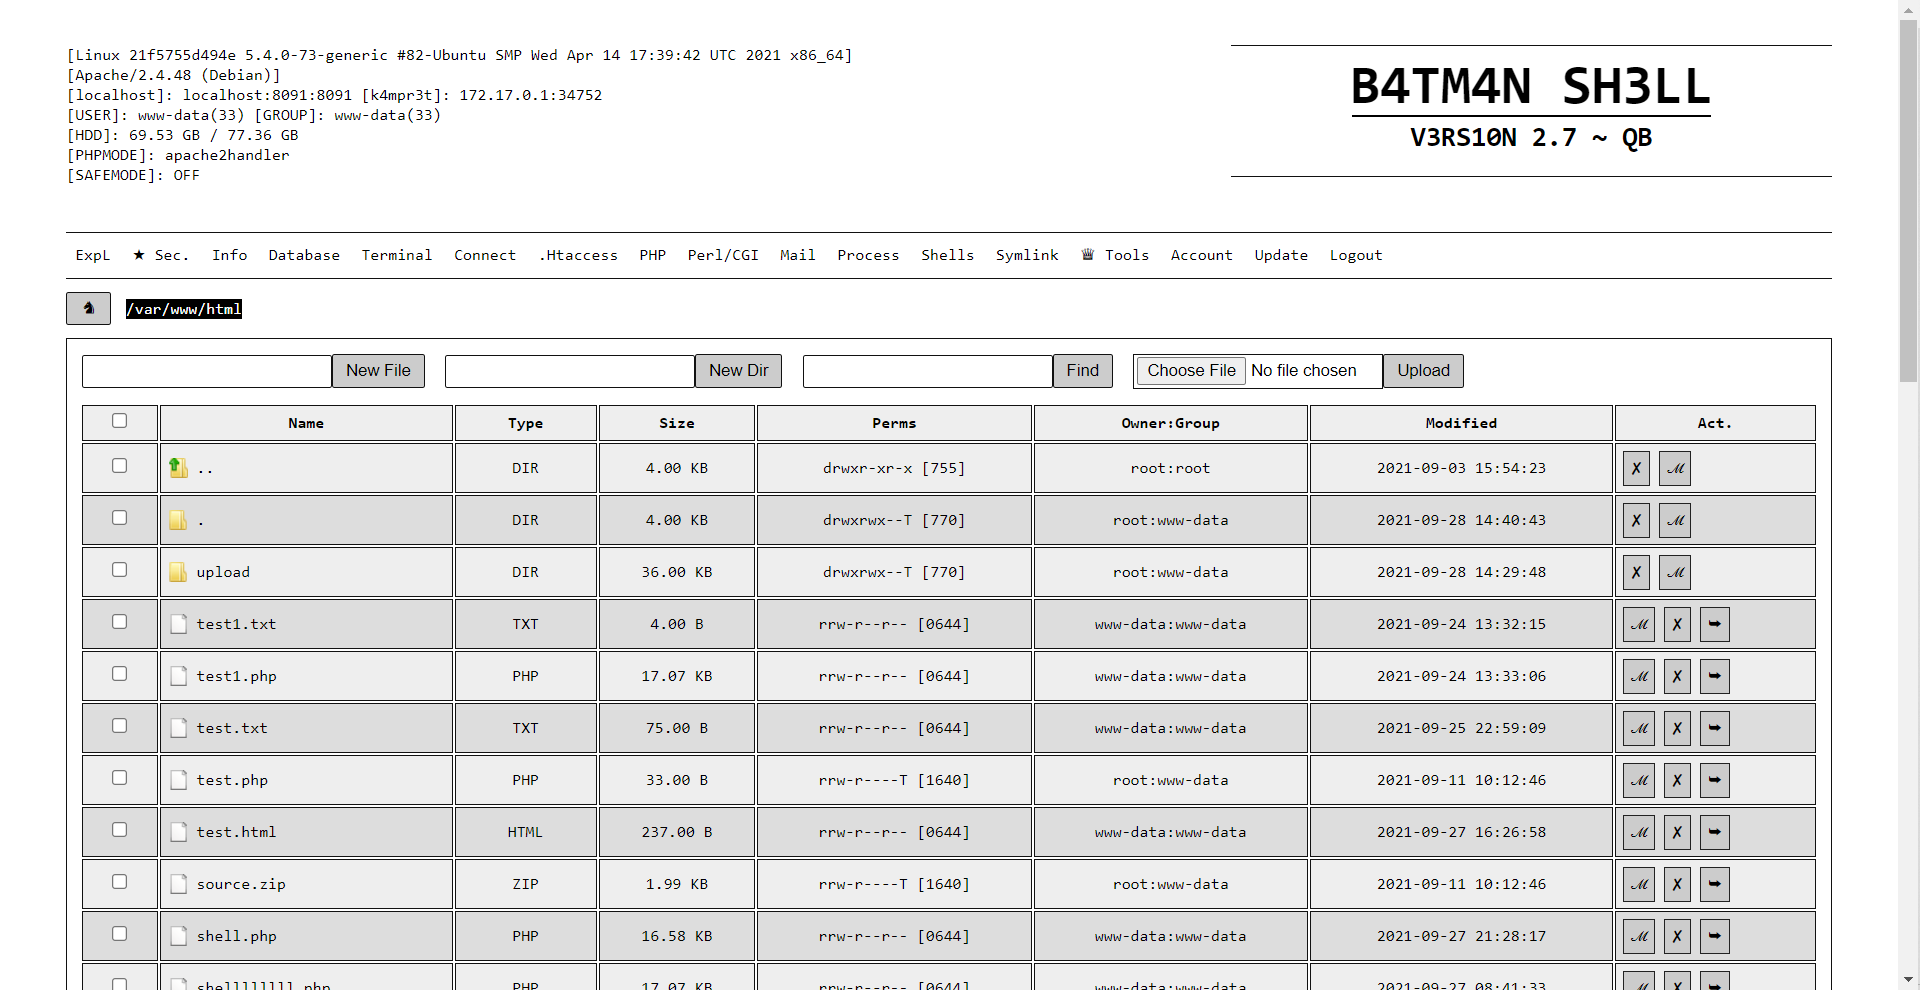 [Linux 21f5755d494e 5.4.0-73-generic #82-Ubuntu SMP Wed Apr 14 17:39:42 UTC 2021 x86_64]
[Apache/2.4.48 (Debian)]
[localhost]: localhost:8091:8091 [k4mpr3t]: 172.17.0.1:34752
[USER]: www-data(33) [GROUP]: www-data(33)
[HDD]: 69.53 GB / 77.36 GB
[PHPMODE]: apache2handler
[SAFEMODE]: OFF
B4TM4N SH3LL
V3RS10N 2.7 ~ QB
ExpL ★ Sec. Info Database Terminal Connect .Htaccess PHP Perl/CGI Mail Process Shells Symlink ♕ Tools Account Update Logout
♞ /var/www/html
New File New Dir Find Choose File No file chosen Upload
Name Type Size Perms Owner:Group Modified Act.
.. DIR 4.00 KB drwxr-xr-x [755] root:root 2021-09-03 15:54:23 ✗ ℳ
. DIR 4.00 KB drwxrwx--T [770] root:www-data 2021-09-28 14:40:43 ✗ ℳ
upload DIR 36.00 KB drwxrwx--T [770] root:www-data 2021-09-28 14:29:48 ✗ ℳ
test1.txt TXT 4.00 B rrw-r--r-- [0644] www-data:www-data 2021-09-24 13:32:15 ℳ ✗ ➥
test1.php PHP 17.07 KB rrw-r--r-- [0644] www-data:www-data 2021-09-24 13:33:06 ℳ ✗ ➥
test.txt TXT 75.00 B rrw-r--r-- [0644] www-data:www-data 2021-09-25 22:59:09 ℳ ✗ ➥
test.php PHP 33.00 B rrw-r----T [1640] root:www-data 2021-09-11 10:12:46 ℳ ✗ ➥
test.html HTML 237.00 B rrw-r--r-- [0644] www-data:www-data 2021-09-27 16:26:58 ℳ ✗ ➥
source.zip ZIP 1.99 KB rrw-r----T [1640] root:www-data 2021-09-11 10:12:46 ℳ ✗ ➥
shell.php PHP 16.58 KB rrw-r--r-- [0644] www-data:www-data 2021-09-27 21:28:17 ℳ ✗ ➥
PHP 17.07 KB rrw-r--r-- [0644] www-data:www-data 2021-09-27 08:41:33